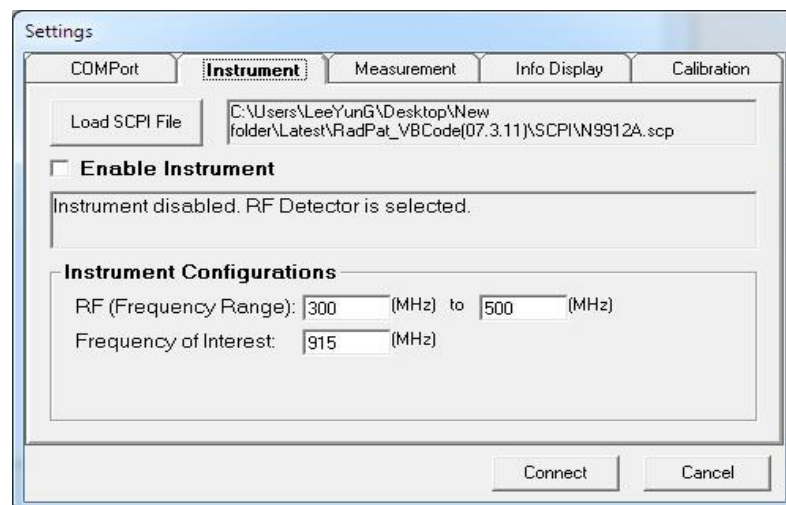 Settings
COMPort Instrument Measurement Info Display Calibration
Load SCPI File
C:\Users\LeeYunG\Desktop\New
folder\Latest\RadPat_VBCode(07.3.11)\SCPI\N9912A.scp
Enable Instrument
Instrument disabled. RF Detector is selected.
Instrument Configurations
RF (Frequency Range): 300 (MHz) to 500 (MHz)
Frequency of Interest: 915 (MHz)
Connect Cancel